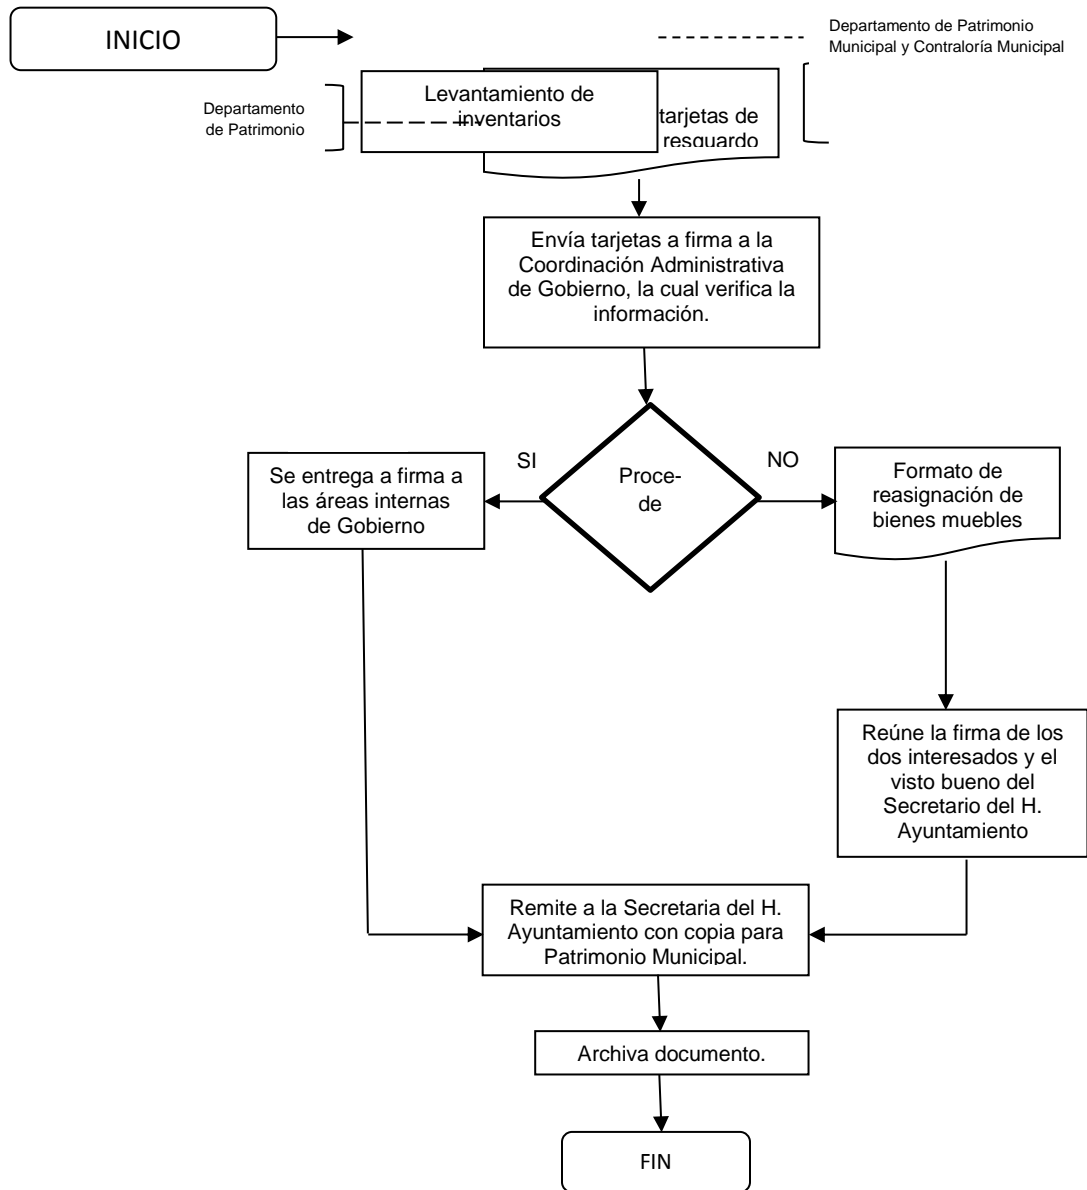 INICIO
Departamento de Patrimonio
Municipal y Contraloría Municipal
Departamento
de Patrimonio
Levantamiento de
inventarios
tarjetas de
resguardo
Envía tarjetas a firma a la
Coordinación Administrativa
de Gobierno, la cual verifica la
información.
SI
NO
Proce-
de
Se entrega a firma a
las áreas internas
de Gobierno
Formato de
reasignación de
bienes muebles
Reúne la firma de los
dos interesados y el
visto bueno del
Secretario del H.
Ayuntamiento
Remite a la Secretaria del H.
Ayuntamiento con copia para
Patrimonio Municipal.
Archiva documento.
FIN